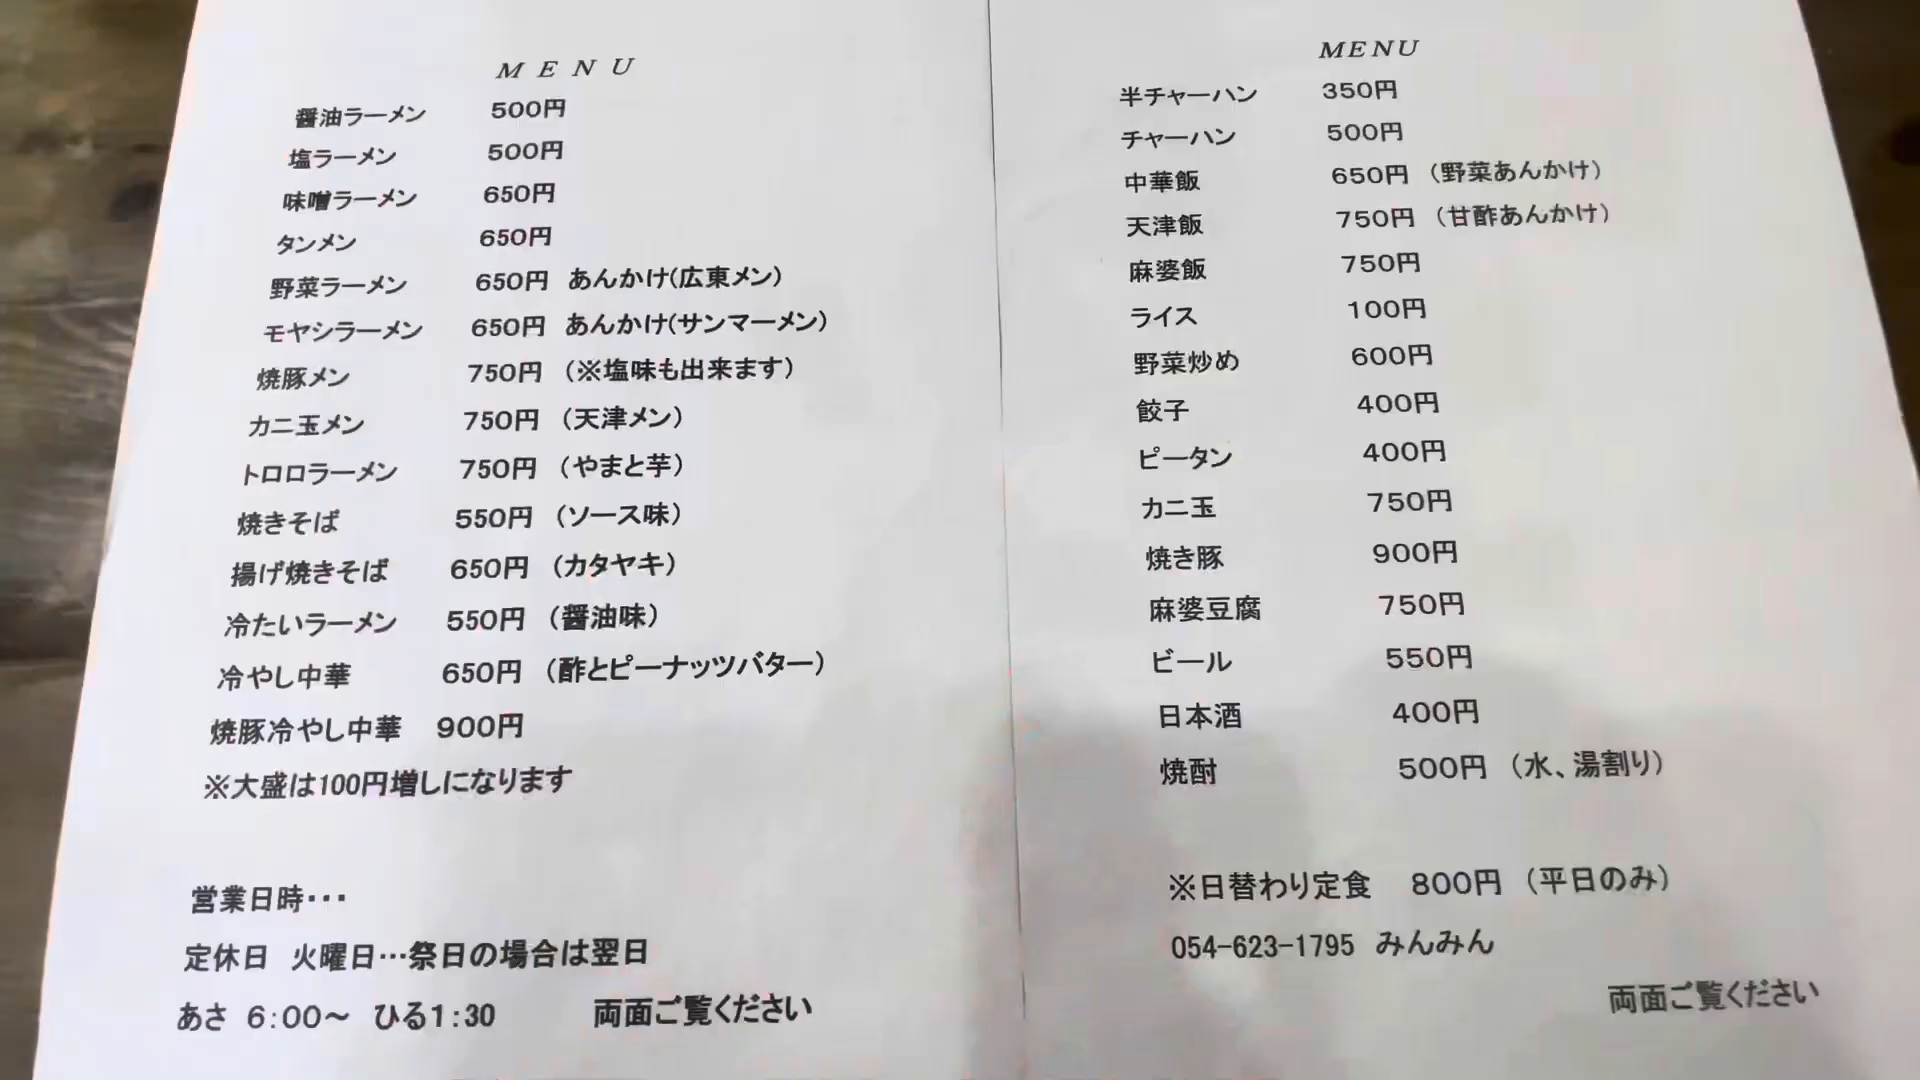 MENU
醤油ラーメン 500円
塩ラーメン 500円
味噌ラーメン 650円
タンメン 650円
野菜ラーメン 650円 あんかけ(広東メン)
モヤシラーメン 650円 あんかけ(サンマーメン)
焼豚メン 750円 (※塩味も出来ます)
カニ玉メン 750円 (天津メン)
トロロラーメン 750円 (やまと芋)
焼きそば 550円 (ソース味)
揚げ焼きそば 650円 (カタヤキ)
冷たいラーメン 550円 (醤油味)
冷やし中華 650円 (酢とピーナッツバター)
焼豚冷やし中華 900円
※大盛は100円増しになります
営業日時・・・
定休日 火曜日…祭日の場合は翌日
あさ 6:00～ ひる1:30 両面ご覧ください
MENU
半チャーハン 350円
チャーハン 500円
中華飯 650円 (野菜あんかけ)
天津飯 750円 (甘酢あんかけ)
麻婆飯 750円
ライス 100円
野菜炒め 600円
餃子 400円
ピータン 400円
カニ玉 750円
焼き豚 900円
麻婆豆腐 750円
ビール 550円
日本酒 400円
焼酎 500円 (水、湯割り)
※日替わり定食 800円 (平日のみ)
054-623-1795 みんみん
両面ご覧ください